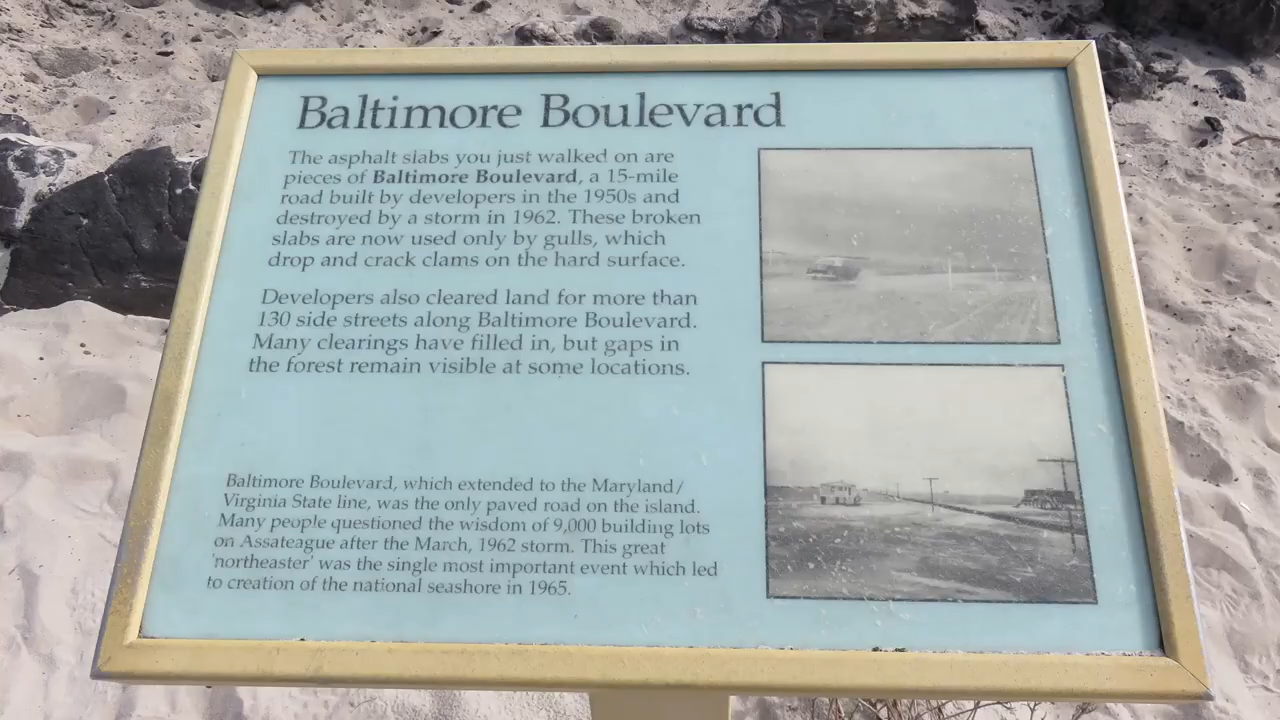 Baltimore Boulevard
The asphalt slabs you just walked on are
pieces of Baltimore Boulevard, a 15-mile
road built by developers in the 1950s and
destroyed by a storm in 1962. These broken
slabs are now used only by gulls, which
drop and crack clams on the hard surface.
Developers also cleared land for more than
130 side streets along Baltimore Boulevard.
Many clearings have filled in, but gaps in
the forest remain visible at some locations.
Baltimore Boulevard, which extended to the Maryland/
Virginia State line, was the only paved road on the island.
Many people questioned the wisdom of 9,000 building lots
on Assateague after the March, 1962 storm. This great
'northeaster' was the single most important event which led
to creation of the national seashore in 1965.